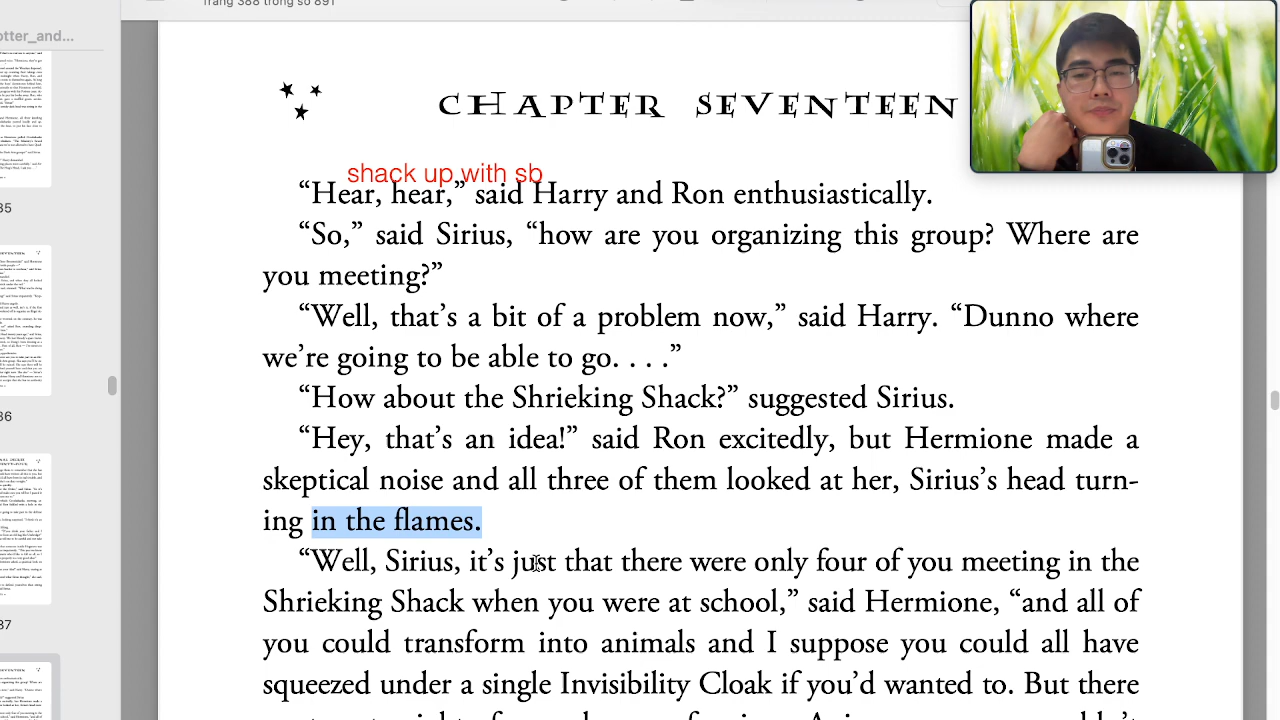 Trang 388 trong số 891
otter_and...
CHAPTER SEVENTEEN
shack up with sb
“Hear, hear,” said Harry and Ron enthusiastically.
“So,” said Sirius, “how are you organizing this group? Where are
you meeting?”
“Well, that’s a bit of a problem now,” said Harry. “Dunno where
we’re going to be able to go. . . .”
“How about the Shrieking Shack?” suggested Sirius.
“Hey, that’s an idea!” said Ron excitedly, but Hermione made a
skeptical noise and all three of them looked at her, Sirius’s head turn-
ing in the flames.
“Well, Sirius, it’s just that there were only four of you meeting in the
Shrieking Shack when you were at school,” said Hermione, “and all of
you could transform into animals and I suppose you could all have
squeezed under a single Invisibility Cloak if you’d wanted to. But there
35
36
37